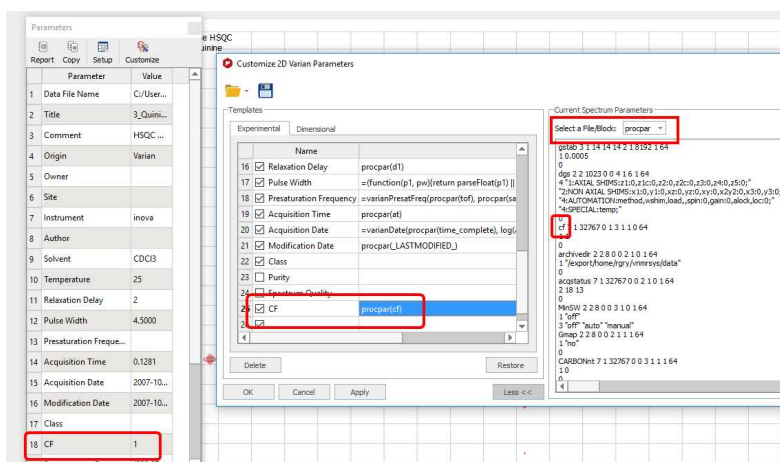 Parameters
Report Copy Setup Customize
Parameter Value
1 Data File Name C:/User...
2 Title 3_Quini...
3 Comment HSQC ...
4 Origin Varian
5 Owner
6 Site
7 Instrument inova
8 Author
9 Solvent CDCl3
10 Temperature 25
11 Relaxation Delay 2
12 Pulse Width 4.5000
13 Presaturation Freque...
14 Acquisition Time 0.1281
15 Acquisition Date 2007-10...
16 Modification Date 2007-10...
17 Class
18 CF 1
e HSQC
uinine
Customize 2D Varian Parameters
Templates
Experimental Dimensional
Name
16 Relaxation Delay procpar(d1)
17 Pulse Width =(function(p1, pw){return parseFloat(p1) ||
18 Presaturation Frequency =varianPresatFreq(procpar(tof), procpar(sa
19 Acquisition Time procpar(at)
20 Acquisition Date =varianDate(procpar(time_complete), log(
21 Modification Date procpar(_LASTMODIFIED_)
22 Class
23 Purity
24 Spectrum Quality
25 CF procpar(cf)
Delete Restore
OK Cancel Apply Less <<
Current Spectrum Parameters
Select a File/Block: procpar
gstab 3 1 14 14 14 2 1 8192 1 64
1 0.0005
0
dgs 2 2 1023 0 0 4 1 6 1 64
4 "1:AXIAL SHIMS:z1:0,z1c:0,z2:0,z2c:0,z3:0,z4:0,z5:0;"
"2:NON AXIAL SHIMS:x1:0,y1:0,xz:0,yz:0,xy:0,x2y2:0,x3:0,y3:0,
"4:AUTOMATION:method,wshim,load,,spin:0,gain:0,alock,loc:0;"
"4:SPECIAL:temp;"
0
cf 7 1 32767 0 1 3 1 1 0 64
0
archivedir 2 2 8 0 0 2 1 0 1 64
1 "/export/home/rgry/vnmrsys/data"
0
acqstatus 7 1 32767 0 0 2 1 0 1 64
2 18 13
0
MinSW 2 2 8 0 0 3 1 0 1 64
1 "off"
3 "off" "auto" "manual"
Gmap 2 2 8 0 0 2 1 1 1 64
1 "no"
0
CARBONnt 7 1 32767 0 0 3 1 1 1 64
1 0
0